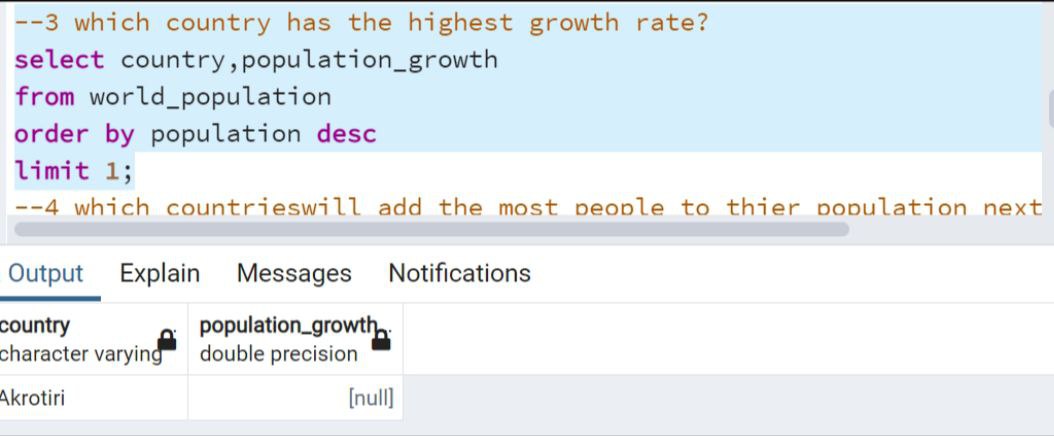 --3 which country has the highest growth rate?
select country,population_growth
from world_population
order by population desc
limit 1;
--4 which countrieswill add the most people to thier population next
Output Explain Messages Notifications
country population_growth
character varying double precision
Akrotiri [null]